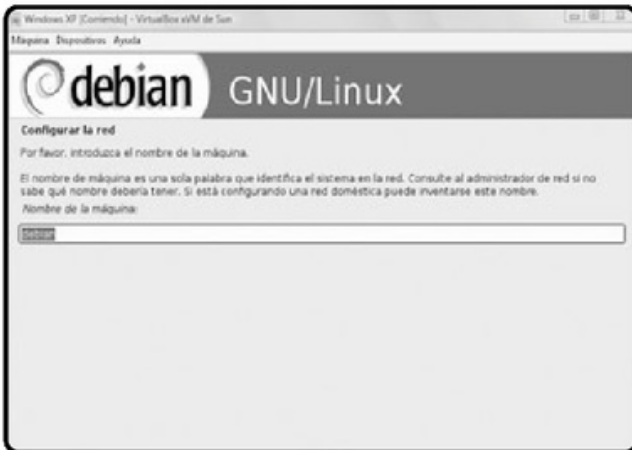 Windows XP [Corriendo] - VirtualBox xVM de Sun
Máquina Dispositivos Ayuda
debian GNU/Linux
Configurar la red
Por favor, introduzca el nombre de la máquina.
El nombre de máquina es una sola palabra que identifica el sistema en la red. Consulte al administrador de red si no
sabe qué nombre debería tener. Si está configurando una red doméstica puede inventarse este nombre.
Nombre de la máquina:
debian